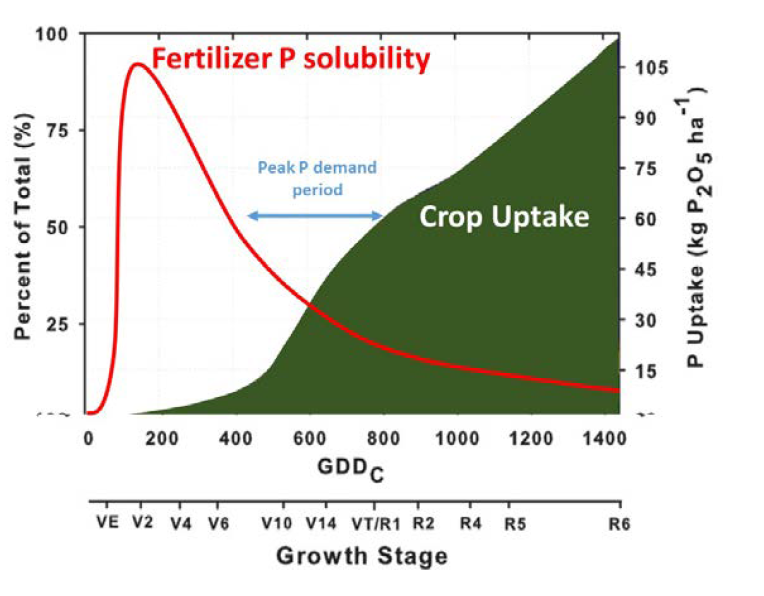 Fertilizer P solubility
Peak P demand
period
Crop Uptake
Percent of Total (%)
100
75
50
25
P Uptake (kg P2O5 ha-1)
105
90
75
60
45
30
15
0 200 400 600 800 1000 1200 1400
GDDC
VE V2 V4 V6 V10 V14 VT/R1 R2 R4 R5 R6
Growth Stage